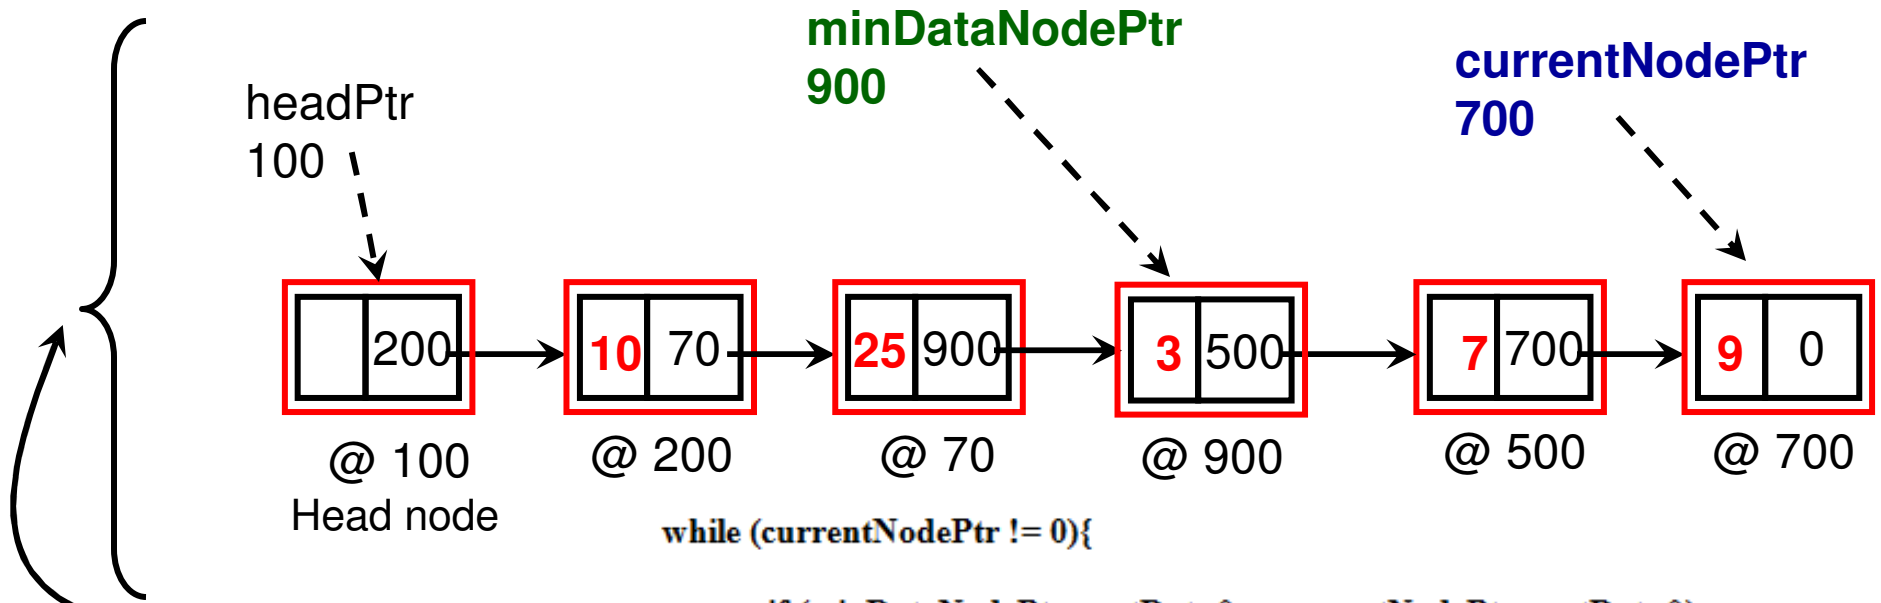 minDataNodePtr
900
currentNodePtr
700
headPtr
100
200 10 70 25 900 3 500 7 700 9 0
@ 100 @ 200 @ 70 @ 900 @ 500 @ 700
Head node
while (currentNodePtr != 0){